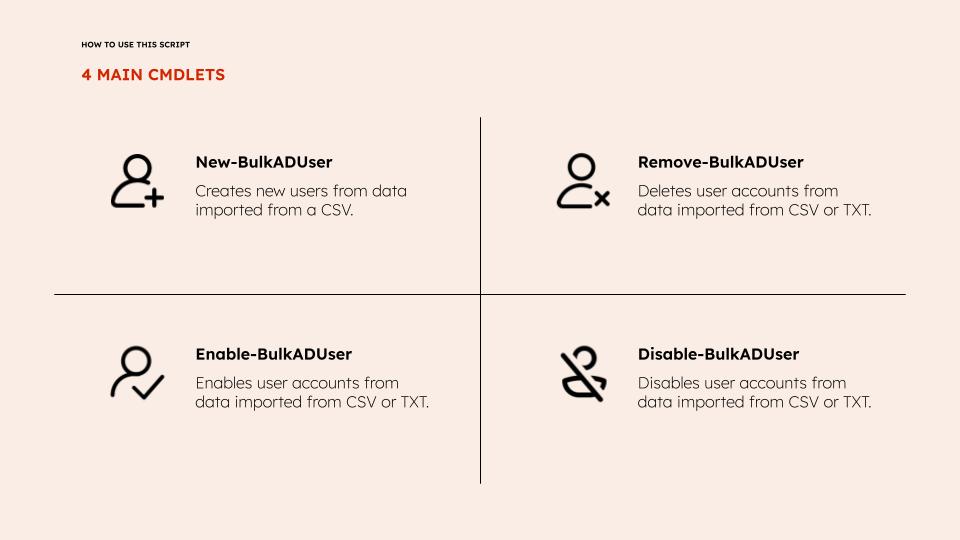 HOW TO USE THIS SCRIPT
4 MAIN CMDLETS
New-BulkADUser
Creates new users from data
imported from a CSV.
Remove-BulkADUser
Deletes user accounts from
data imported from CSV or TXT.
Enable-BulkADUser
Enables user accounts from
data imported from CSV or TXT.
Disable-BulkADUser
Disables user accounts from
data imported from CSV or TXT.